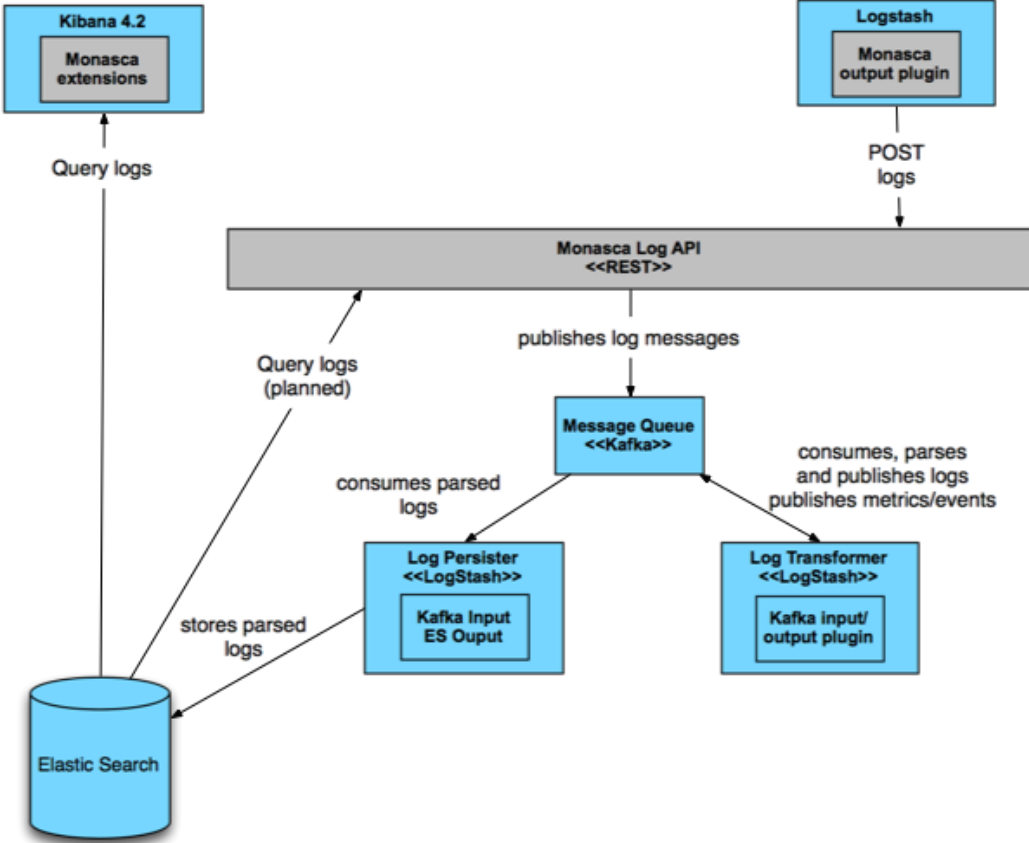 Kibana 4.2
Monasca
extensions
Logstash
Monasca
output plugin
Query logs
POST
logs
Monasca Log API
<<REST>>
publishes log messages
Query logs
(planned)
Message Queue
<<Kafka>>
consumes parsed
logs
consumes, parses
and publishes logs
publishes metrics/events
Log Persister
<<LogStash>>
Kafka Input
ES Ouput
Log Transformer
<<LogStash>>
Kafka input/
output plugin
stores parsed
logs
Elastic Search